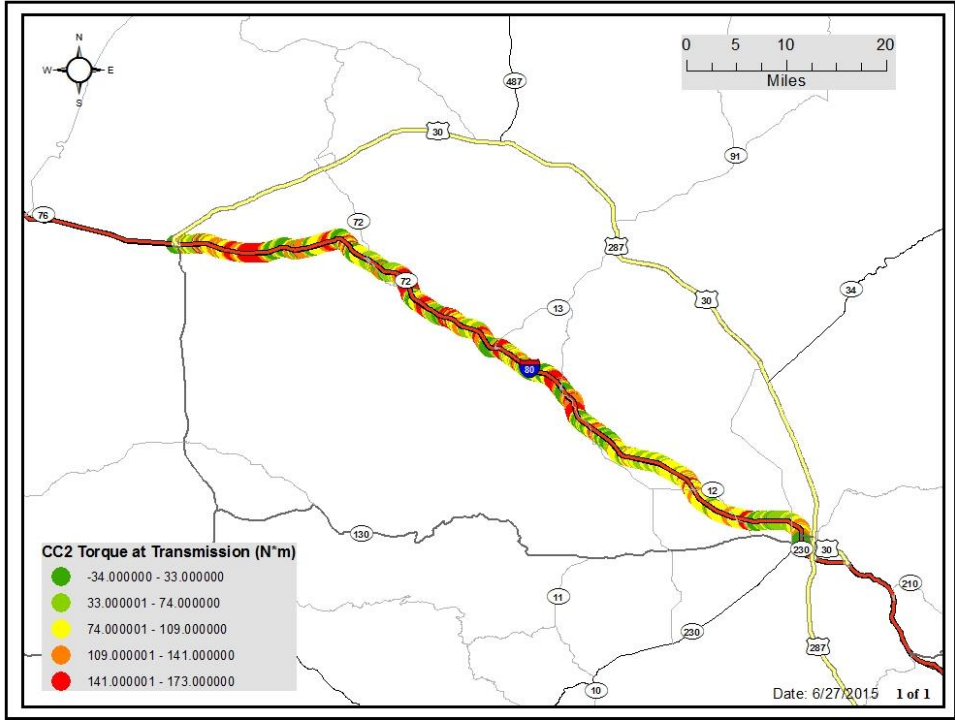 N
W E
S
0 5 10 20
Miles
487
30
91
76
72
287
72
34
30
13
80
12
130
230 30
210
11
230
287
10
CC2 Torque at Transmission (N*m)
-34.000000 - 33.000000
33.000001 - 74.000000
74.000001 - 109.000000
109.000001 - 141.000000
141.000001 - 173.000000
Date: 6/27/2015 1 of 1